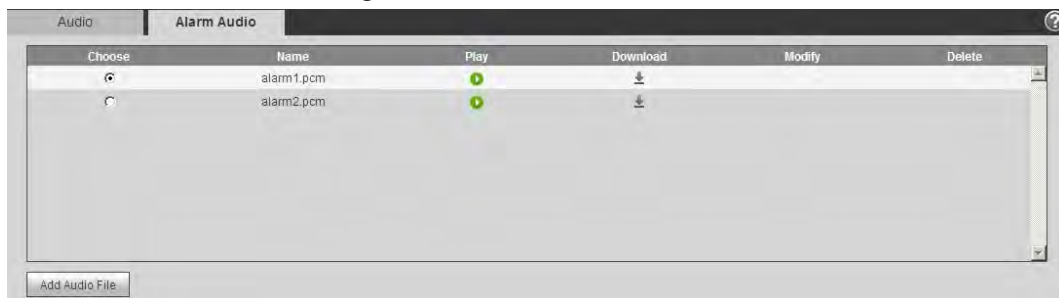 Audio Alarm Audio
Choose Name Play Download Modify Delete
alarm1.pcm
alarm2.pcm
Add Audio File